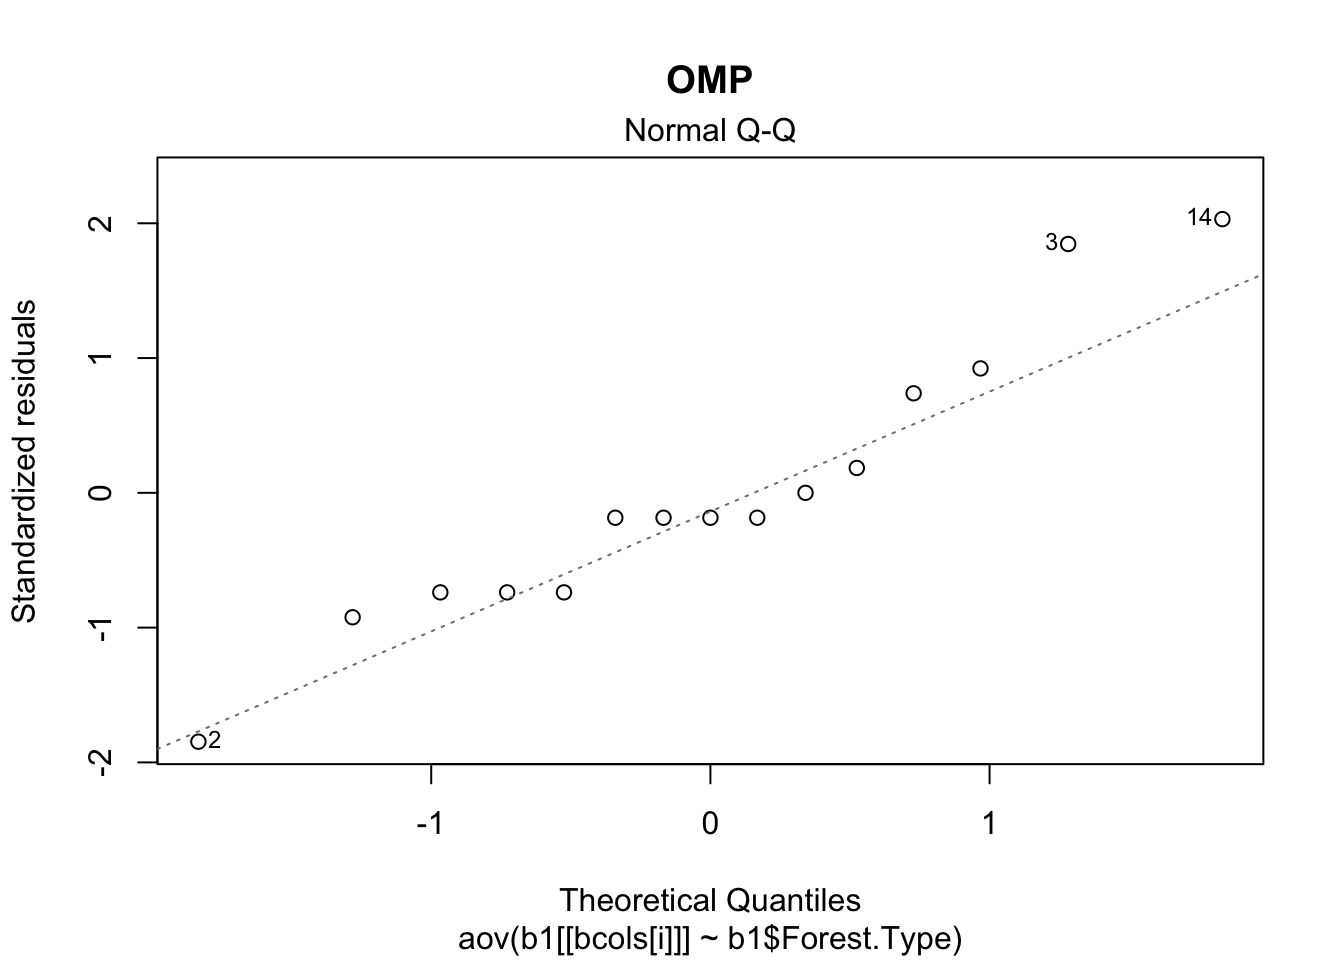 OMP
Normal Q-Q
2
1
0
-1
-2
Standardized residuals
14
3
2
-1
0
1
Theoretical Quantiles
aov(b1[[bcols[i]]] ~ b1$Forest.Type)